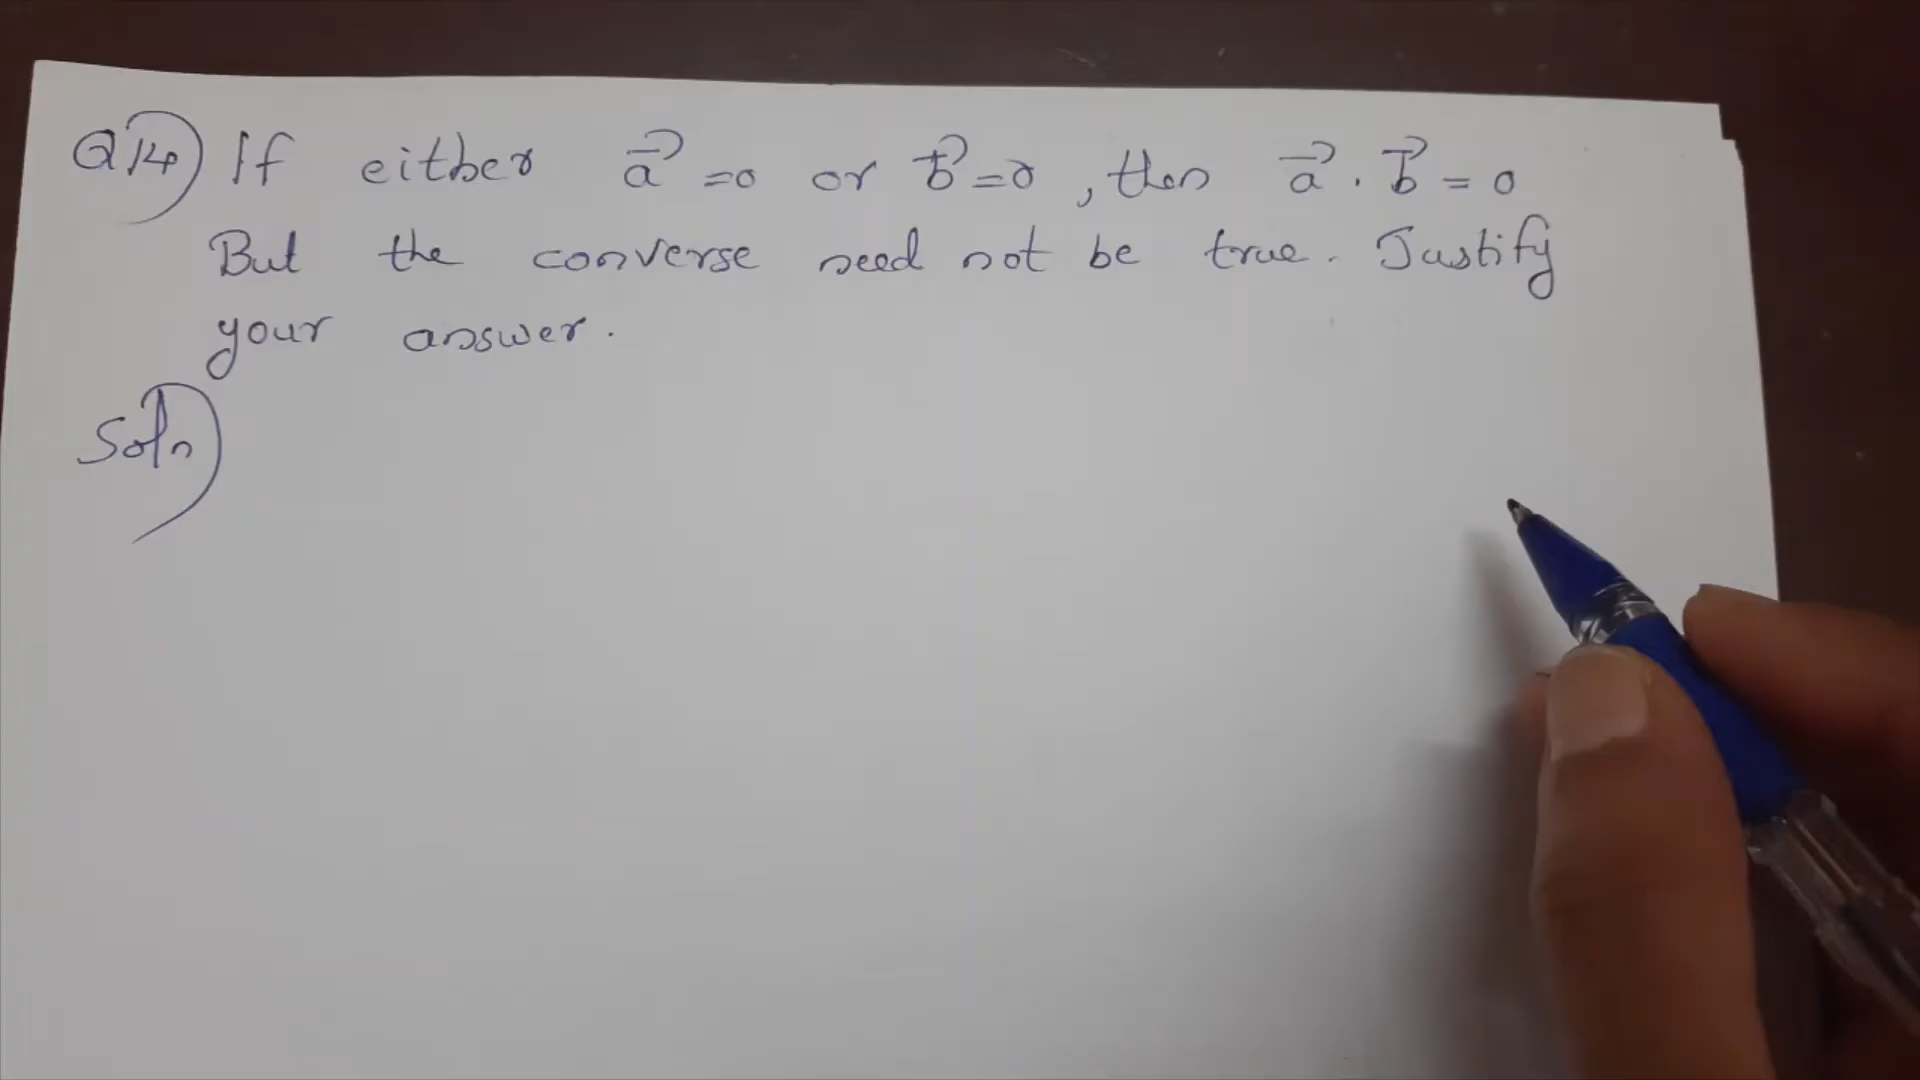 Q14) If either a⃗ = 0 or b⃗ = 0, then a⃗ . b⃗ = 0
But the converse need not be true. Justify
your answer.
Soln)